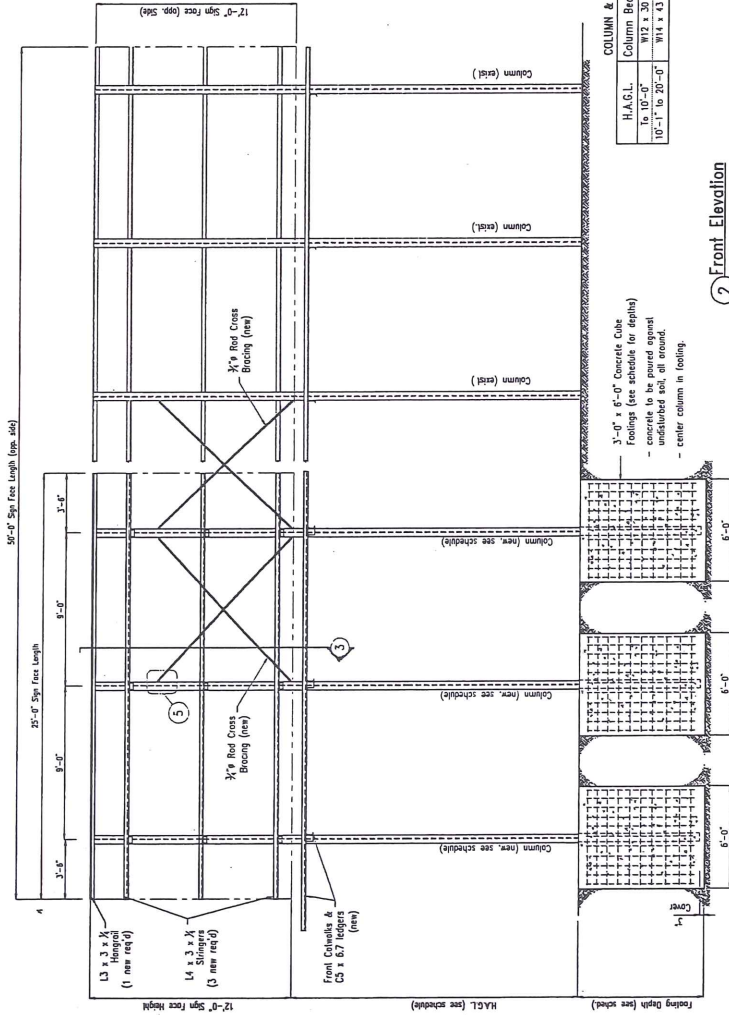 50'-0" Sign Face Length (opp. side)
25'-0" Sign Face Length
3'-6"
9'-0"
9'-0"
3'-6"
12'-0" Sign Face (opp. Side)
L3 x 3 x ¼
Hangrail
(1 new req'd)
L4 x 3 x ¼
Stringers
(3 new req'd)
12'-0" Sign Face Height
5
¾"ø Rod Cross
Bracing (new)
¾"ø Rod Cross
Bracing (new)
3
Front Catwalks &
C5 x 6.7 ledgers
(new)
H.A.G.L. (see schedule)
Column (new, see schedule)
Column (new, see schedule)
Column (new, see schedule)
Column (exist.)
Column (exist.)
Column (exist.)
3'-0" x 6'-0" Concrete Cube
Footings (see schedule for depths)
- concrete to be poured against
undisturbed soil, all around.
- center column in footing.
Footing Depth (see sched.)
3"
Cover
6'-0"
6'-0"
6'-0"
COLUMN &
H.A.G.L.
To 10'-0" W12 x 30
10'-1" to 20'-0" W14 x 43
2 Front Elevation